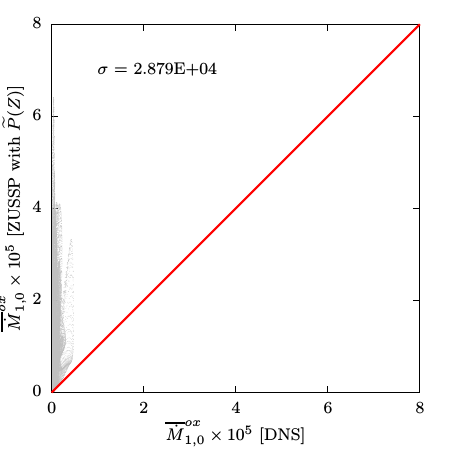 8
6
4
2
0
σ = 2.879E+04
$\overline{\dot{M}}_{1,0}^{ox} \times 10^5$ [ZUSSP with $\widetilde{P}(Z)$]
0 2 4 6 8
$\overline{\dot{M}}_{1,0}^{ox} \times 10^5$ [DNS]